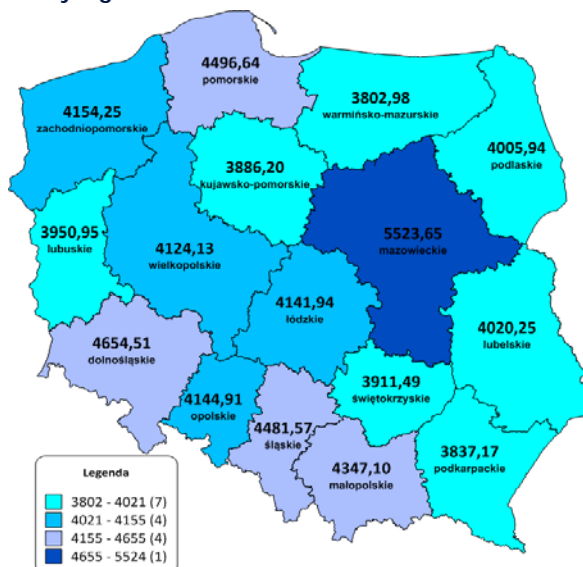 4496,64
pomorskie
4154,25
zachodniopomorskie
3802,98
warmińsko-mazurskie
4005,94
podlaskie
3886,20
kujawsko-pomorskie
3950,95
lubuskie
4124,13
wielkopolskie
5523,65
mazowieckie
4141,94
łódzkie
4020,25
lubelskie
4654,51
dolnośląskie
4144,91
opolskie
3911,49
świętokrzyskie
4481,57
śląskie
4347,10
małopolskie
3837,17
podkarpackie
Legenda
3802 - 4021 (7)
4021 - 4155 (4)
4155 - 4655 (4)
4655 - 5524 (1)